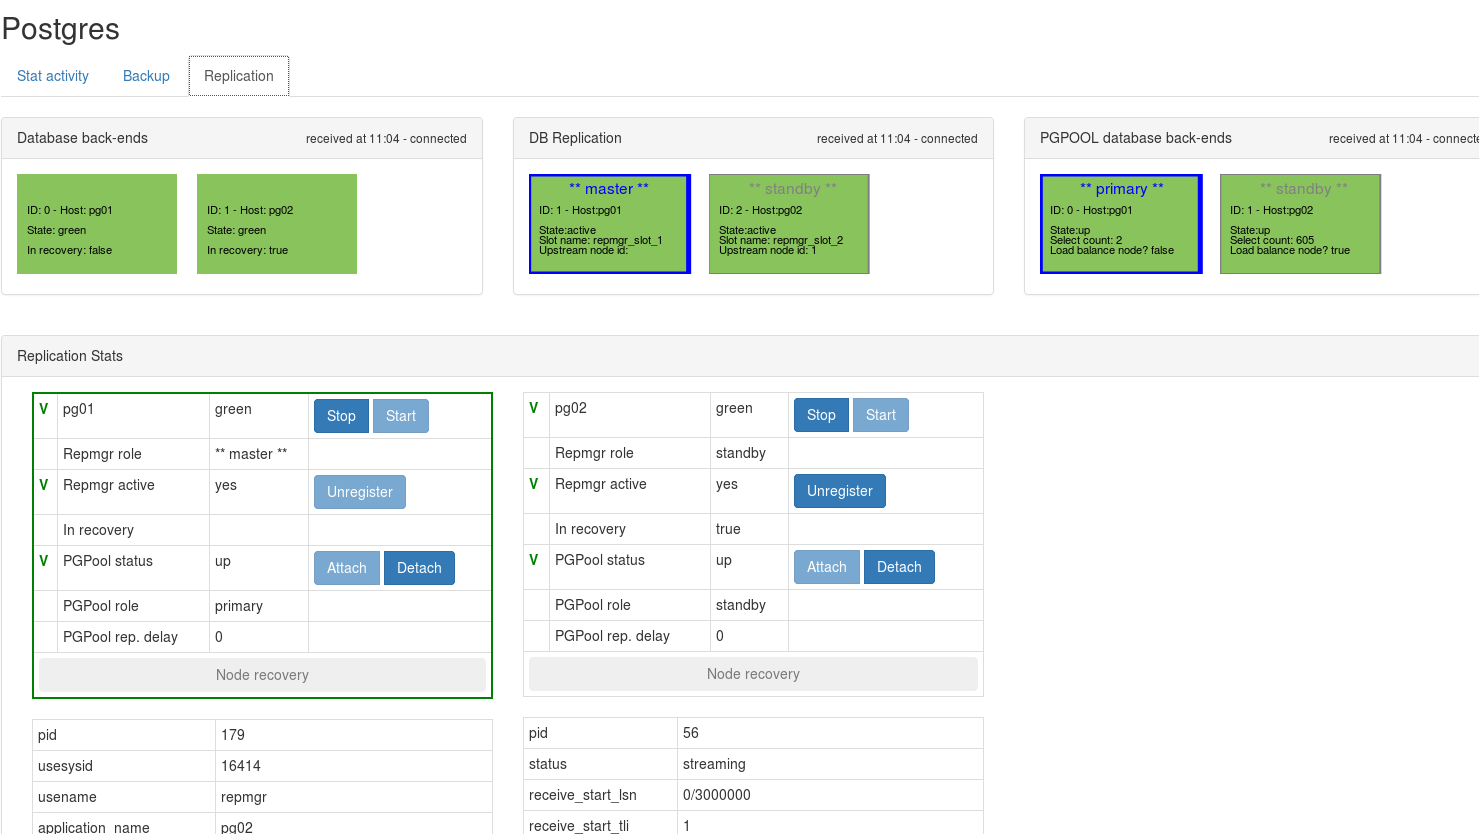 Postgres
Stat activity Backup Replication
Database back-ends received at 11:04 - connected
ID: 0 - Host: pg01
State: green
In recovery: false
ID: 1 - Host: pg02
State: green
In recovery: true
DB Replication received at 11:04 - connected
** master **
ID: 1 - Host:pg01
State:active
Slot name: repmgr_slot_1
Upstream node id:
** standby **
ID: 2 - Host:pg02
State:active
Slot name: repmgr_slot_2
Upstream node id: 1
PGPOOL database back-ends received at 11:04 - connecte
** primary **
ID: 0 - Host:pg01
State:up
Select count: 2
Load balance node? false
** standby **
ID: 1 - Host:pg02
State:up
Select count: 605
Load balance node? true
Replication Stats
V pg01 green Stop Start
Repmgr role ** master **
V Repmgr active yes Unregister
In recovery
V PGPool status up Attach Detach
PGPool role primary
PGPool rep. delay 0
Node recovery
pid 179
usesysid 16414
usename repmgr
application_name pg02
V pg02 green Stop Start
Repmgr role standby
V Repmgr active yes Unregister
In recovery true
V PGPool status up Attach Detach
PGPool role standby
PGPool rep. delay 0
Node recovery
pid 56
status streaming
receive_start_lsn 0/3000000
receive_start_tli 1